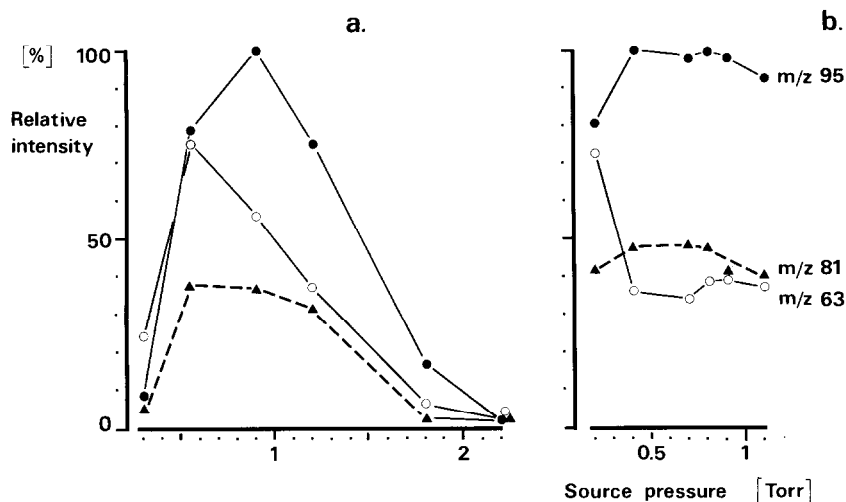 a.
b.
[%]
100
Relative
intensity
50
0
1
2
m/z 95
m/z 81
m/z 63
0.5
1
Source pressure [Torr]